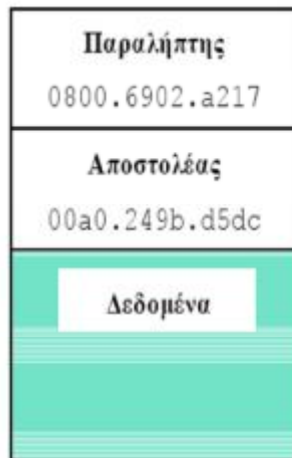 Παραλήπτης
0800.6902.a217
Αποστολέας
00a0.249b.d5dc
Δεδομένα